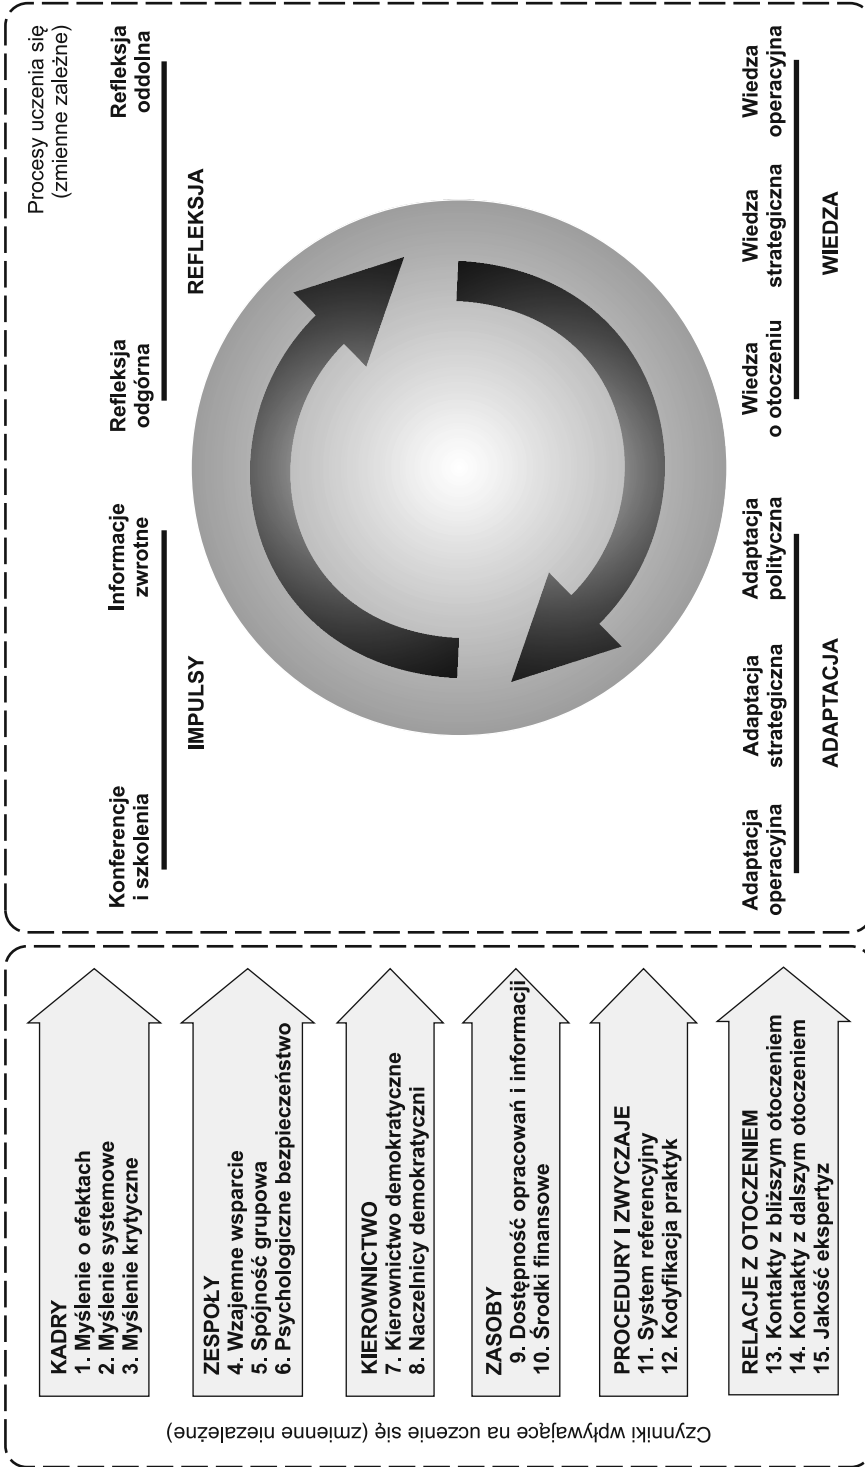 Czynniki wpływające na uczenie się (zmienne niezależne)
KADRY
1. Myślenie o efektach
2. Myślenie systemowe
3. Myślenie krytyczne
ZESPOŁY
4. Wzajemne wsparcie
5. Spójność grupowa
6. Psychologiczne bezpieczeństwo
KIEROWNICTWO
7. Kierownictwo demokratyczne
8. Naczelnicy demokratyczni
ZASOBY
9. Dostępność opracowań i informacji
10. Środki finansowe
PROCEDURY I ZWYCZAJE
11. System referencyjny
12. Kodyfikacja praktyk
RELACJE Z OTOCZENIEM
13. Kontakty z bliższym otoczeniem
14. Kontakty z dalszym otoczeniem
15. Jakość ekspertyz
Procesy uczenia się
(zmienne zależne)
Konferencje
i szkolenia
Informacje
zwrotne
IMPULSY
Refleksja
odgórna
Refleksja
oddolna
REFLEKSJA
Adaptacja
operacyjna
Adaptacja
strategiczna
Adaptacja
polityczna
ADAPTACJA
Wiedza
o otoczeniu
Wiedza
strategiczna
Wiedza
operacyjna
WIEDZA